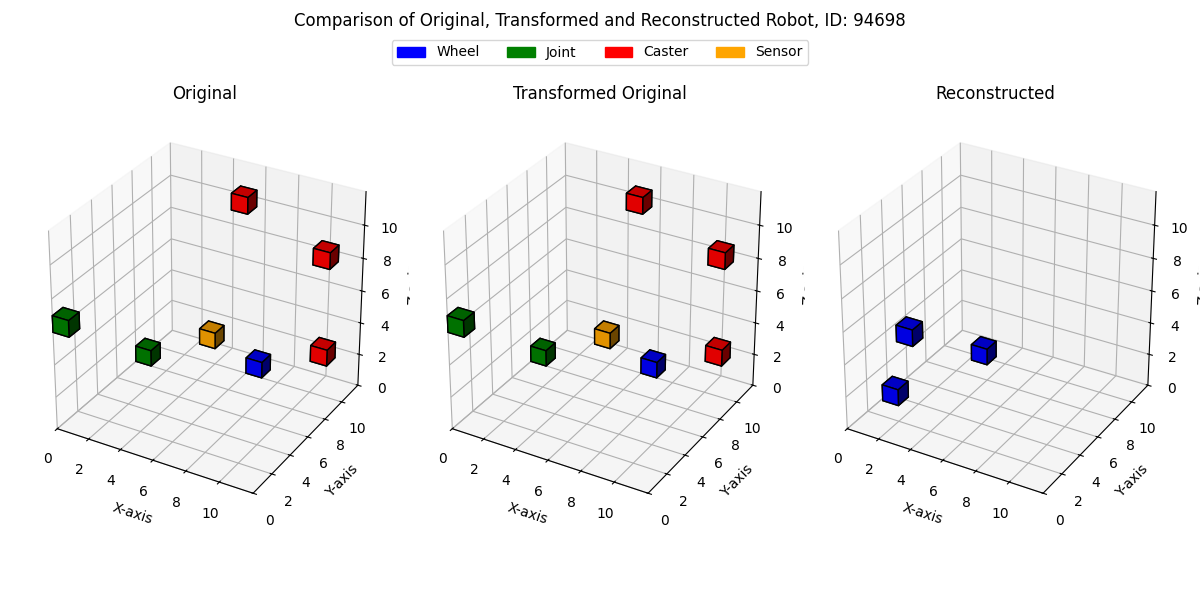 Comparison of Original, Transformed and Reconstructed Robot, ID: 94698
Wheel Joint Caster Sensor
Original Transformed Original Reconstructed
10 10 10
8 8 8
6 6 6
4 4 4
2 2 2
0 0 0
0 2 4 6 8 10 0 2 4 6 8 10 0 2 4 6 8 10
X-axis X-axis X-axis
0 2 4 6 8 10 0 2 4 6 8 10 0 2 4 6 8 10
Y-axis Y-axis Y-axis